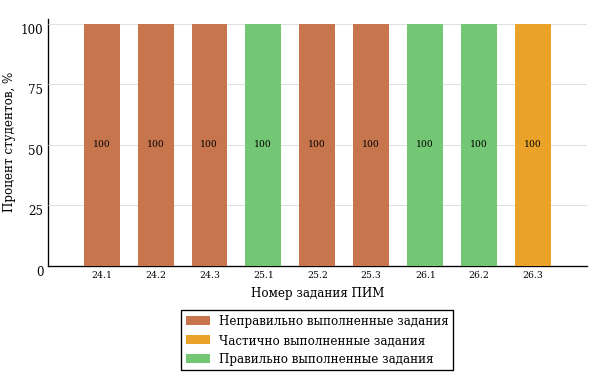 Процент студентов, %
100
75
50
25
0
100 100 100 100 100 100 100 100 100
24.1 24.2 24.3 25.1 25.2 25.3 26.1 26.2 26.3
Номер задания ПИМ
Неправильно выполненные задания
Частично выполненные задания
Правильно выполненные задания